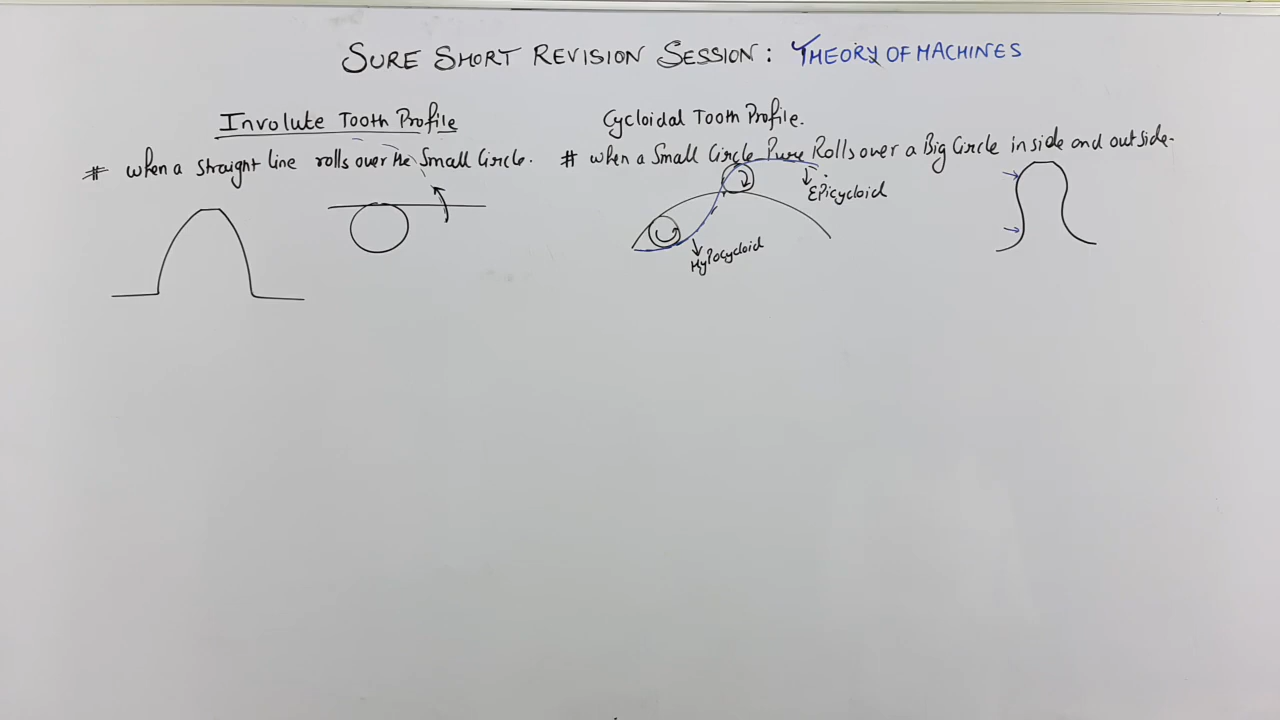 SURE SHORT REVISION SESSION: THEORY OF MACHINES
Involute Tooth Profile
# when a straight line rolls over the Small Circle.
Cycloidal Tooth Profile.
# when a Small Circle Pure Rolls over a Big Circle inside and outside.
Epicycloid
Hypocycloid